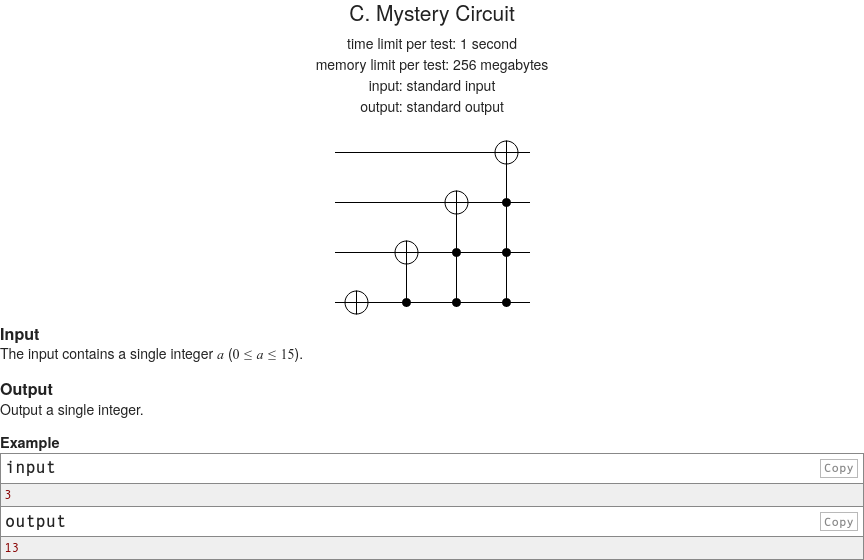 C. Mystery Circuit
time limit per test: 1 second
memory limit per test: 256 megabytes
input: standard input
output: standard output
Input
The input contains a single integer a (0 ≤ a ≤ 15).
Output
Output a single integer.
Example
input
Copy
3
output
Copy
13